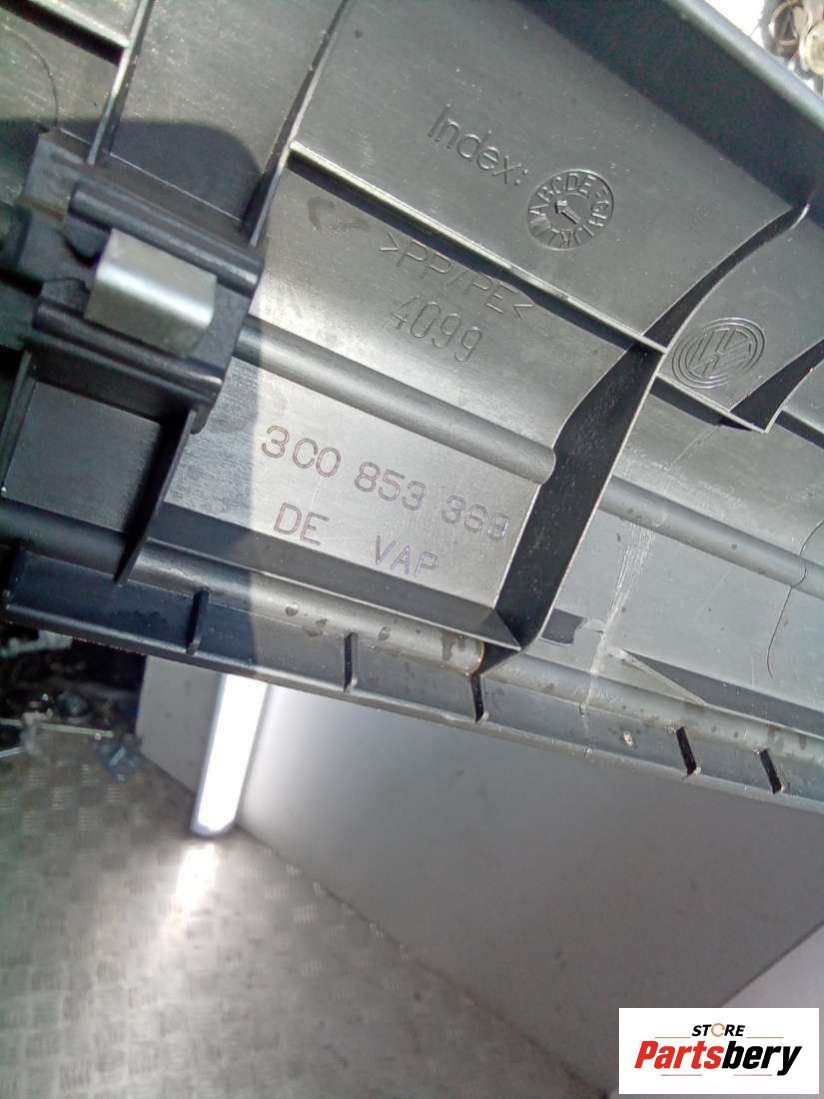 Index:
>PP/PE<
4099
3C0 853 369
DE VAP
STORE
Partsbery